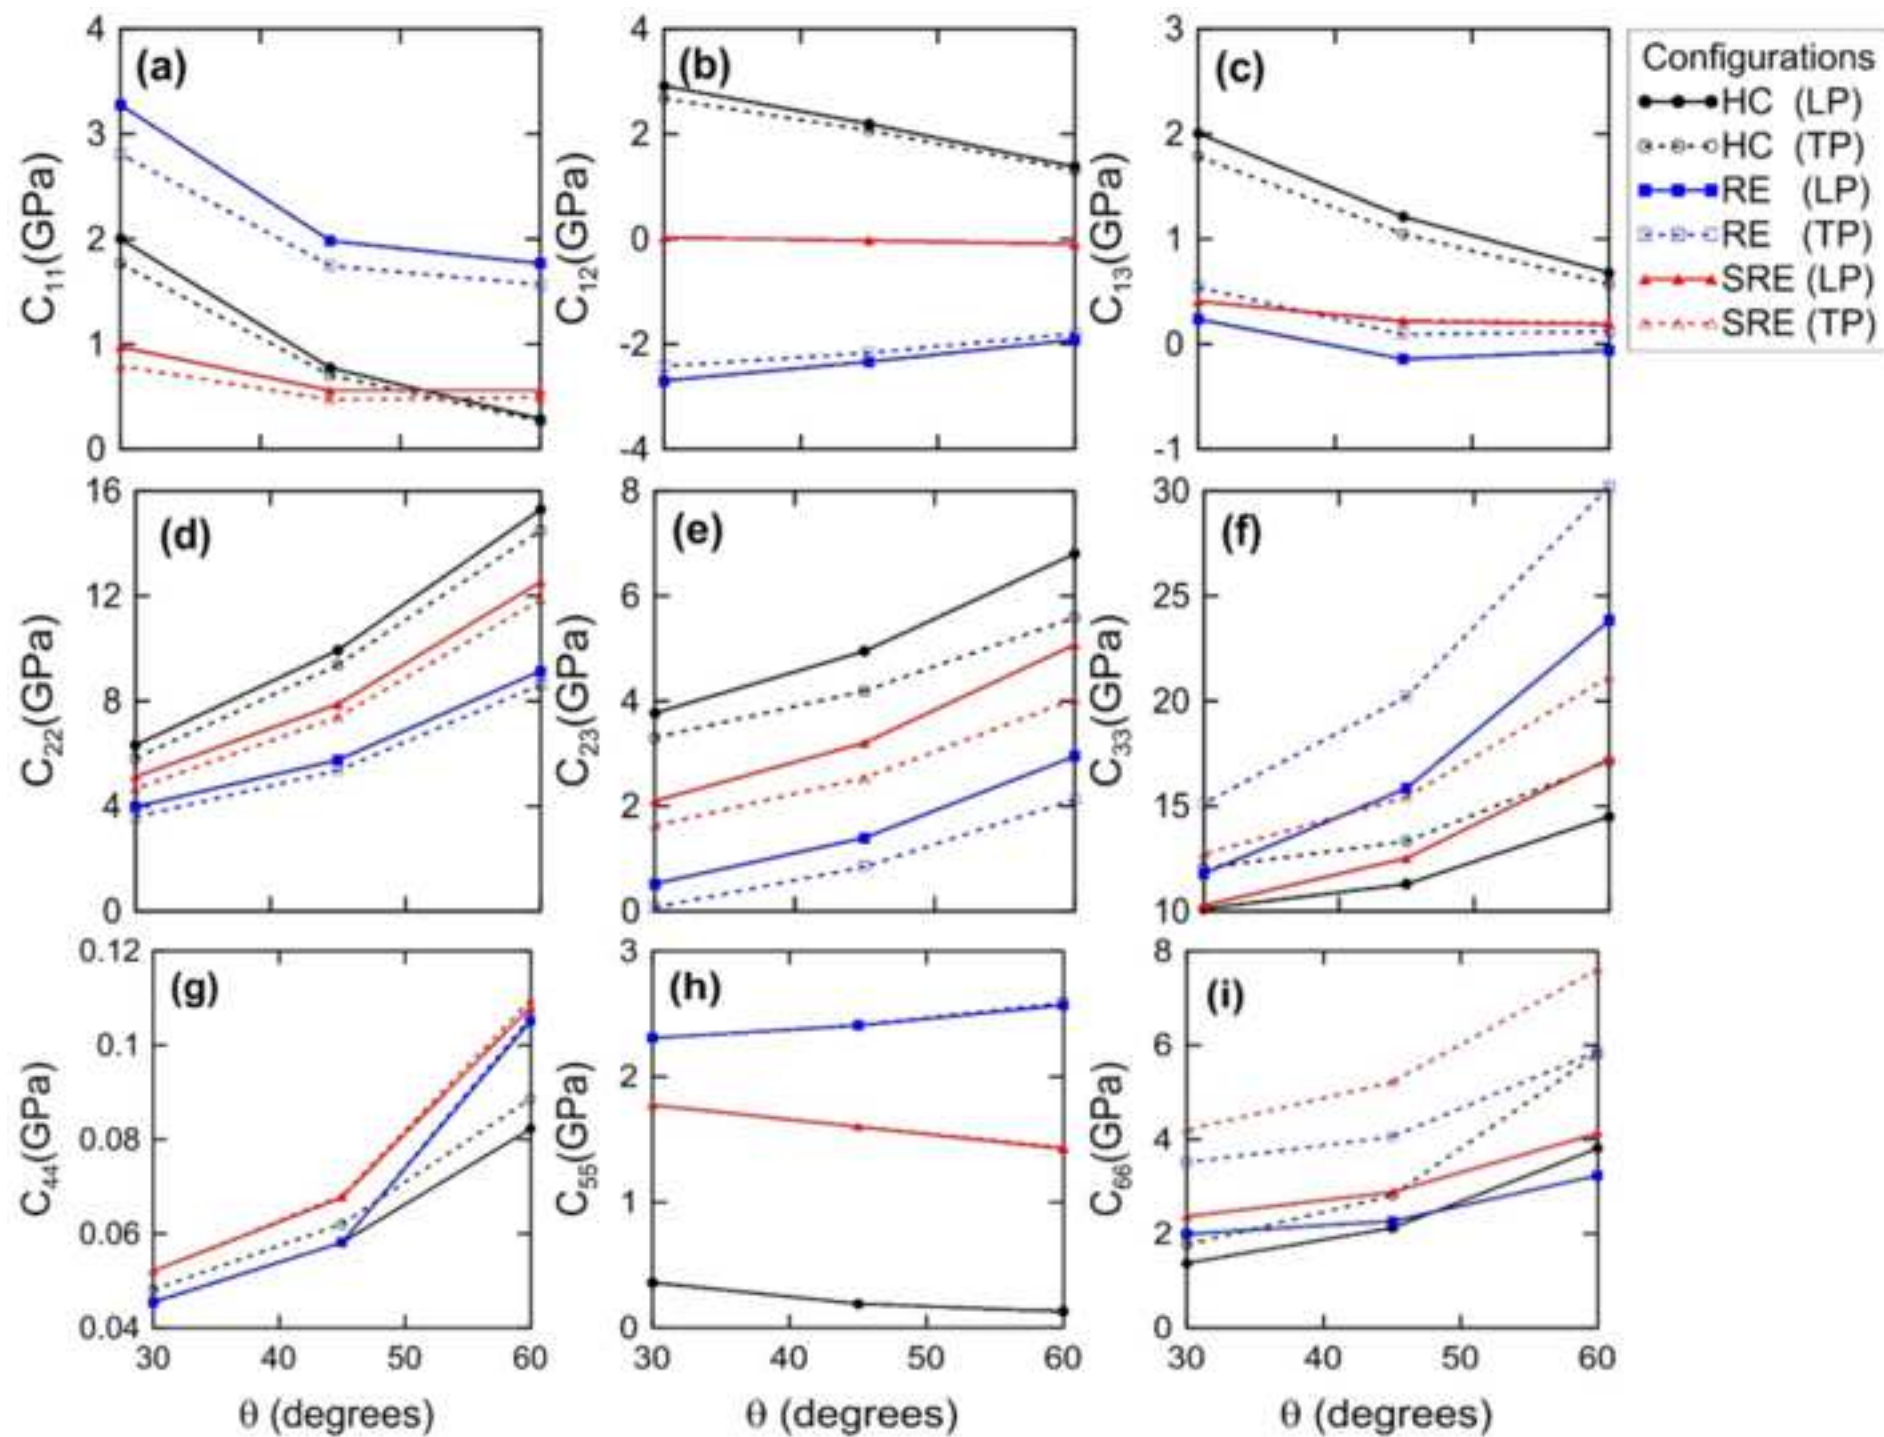 4
3
2
1
0
C₁₁(GPa)
(a)
4
2
0
-2
-4
C₁₂(GPa)
(b)
3
2
1
0
-1
C₁₃(GPa)
(c)
Configurations
HC (LP)
HC (TP)
RE (LP)
RE (TP)
SRE (LP)
SRE (TP)
16
12
8
4
0
C₂₂(GPa)
(d)
8
6
4
2
0
C₂₃(GPa)
(e)
30
25
20
15
10
C₃₃(GPa)
(f)
0.12
0.1
0.08
0.06
0.04
C₄₄(GPa)
(g)
30 40 50 60
θ (degrees)
3
2
1
0
C₅₅(GPa)
(h)
30 40 50 60
θ (degrees)
8
6
4
2
0
C₆₆(GPa)
(i)
30 40 50 60
θ (degrees)